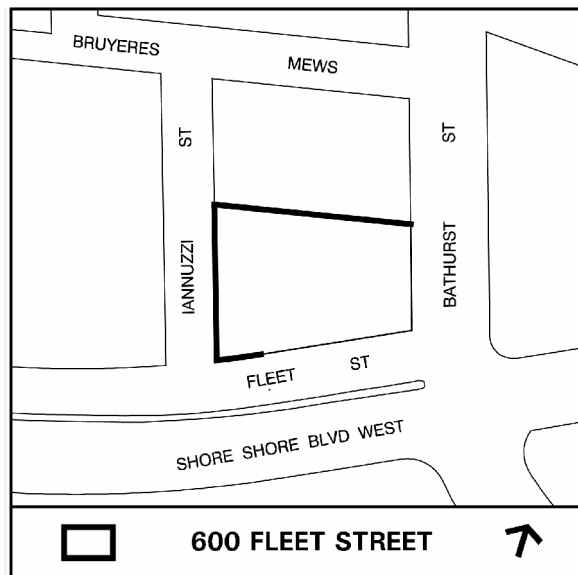 BRUYERES MEWS
ST
ST
IANNUZZI
BATHURST
FLEET ST
SHORE SHORE BLVD WEST
600 FLEET STREET